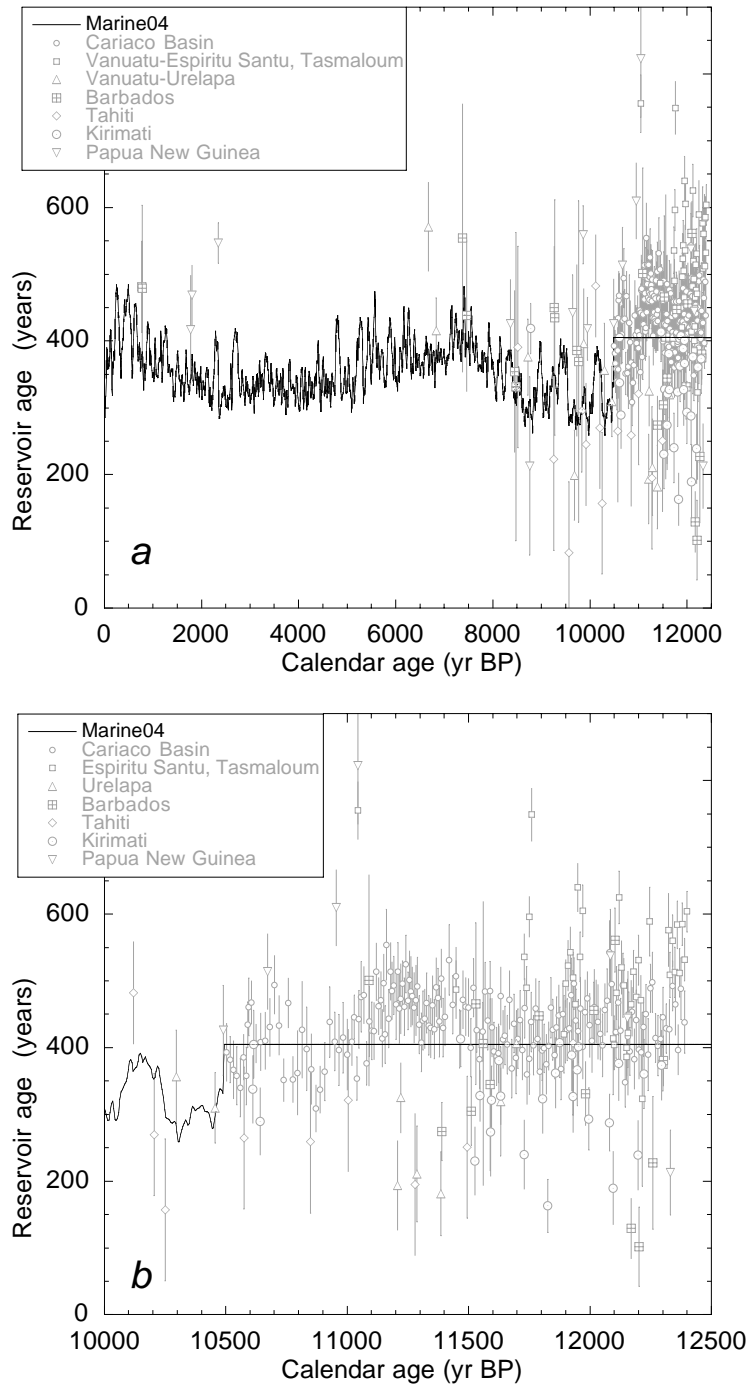 Marine04
Cariaco Basin
Vanuatu-Espiritu Santu, Tasmaloum
Vanuatu-Urelapa
Barbados
Tahiti
Kirimati
Papua New Guinea
600
400
200
0
Reservoir age (years)
a
0 2000 4000 6000 8000 10000 12000
Calendar age (yr BP)
Marine04
Cariaco Basin
Espiritu Santu, Tasmaloum
Urelapa
Barbados
Tahiti
Kirimati
Papua New Guinea
600
400
200
0
Reservoir age (years)
b
10000 10500 11000 11500 12000 12500
Calendar age (yr BP)